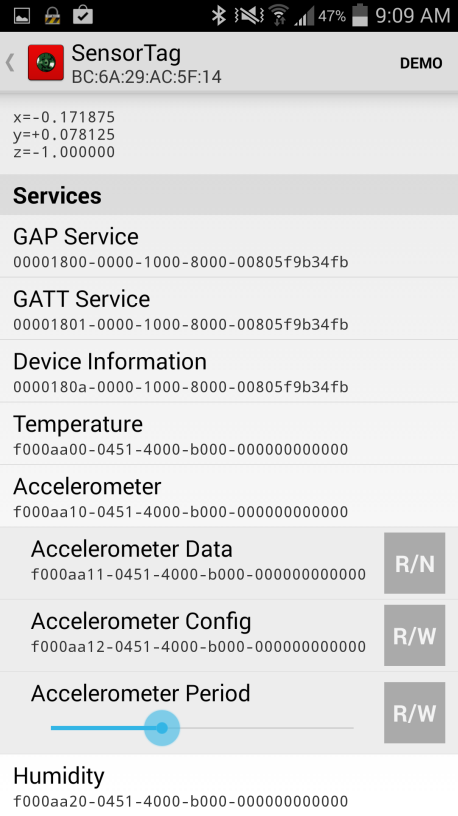 47% 9:09 AM
SensorTag
BC:6A:29:AC:5F:14
DEMO
x=-0.171875
y=+0.078125
z=-1.000000
Services
GAP Service
00001800-0000-1000-8000-00805f9b34fb
GATT Service
00001801-0000-1000-8000-00805f9b34fb
Device Information
0000180a-0000-1000-8000-00805f9b34fb
Temperature
f000aa00-0451-4000-b000-000000000000
Accelerometer
f000aa10-0451-4000-b000-000000000000
Accelerometer Data
f000aa11-0451-4000-b000-000000000000
R/N
Accelerometer Config
f000aa12-0451-4000-b000-000000000000
R/W
Accelerometer Period
R/W
Humidity
f000aa20-0451-4000-b000-000000000000